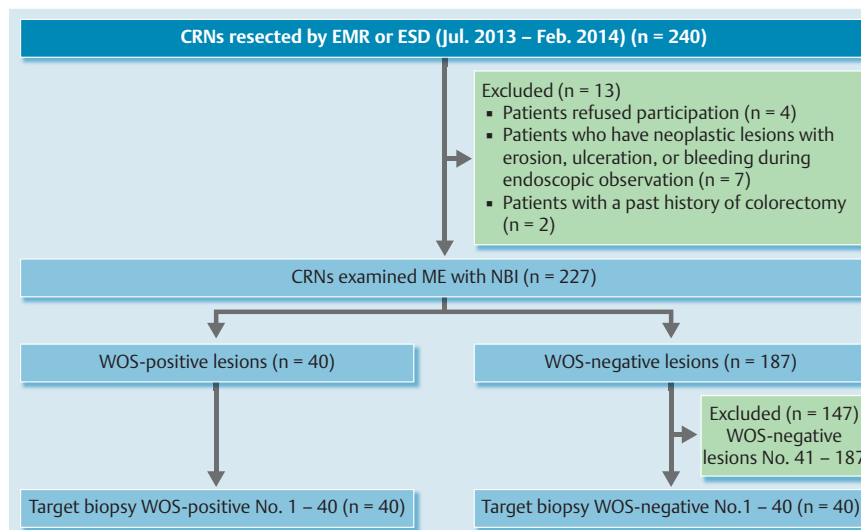 CRNs resected by EMR or ESD (Jul. 2013 – Feb. 2014) (n = 240)
Excluded (n = 13)
▪ Patients refused participation (n = 4)
▪ Patients who have neoplastic lesions with
erosion, ulceration, or bleeding during
endoscopic observation (n = 7)
▪ Patients with a past history of colorectomy
(n = 2)
CRNs examined ME with NBI (n = 227)
WOS-positive lesions (n = 40)
WOS-negative lesions (n = 187)
Excluded (n = 147)
WOS-negative
lesions No. 41 – 187
Target biopsy WOS-positive No. 1 – 40 (n = 40)
Target biopsy WOS-negative No.1 – 40 (n = 40)